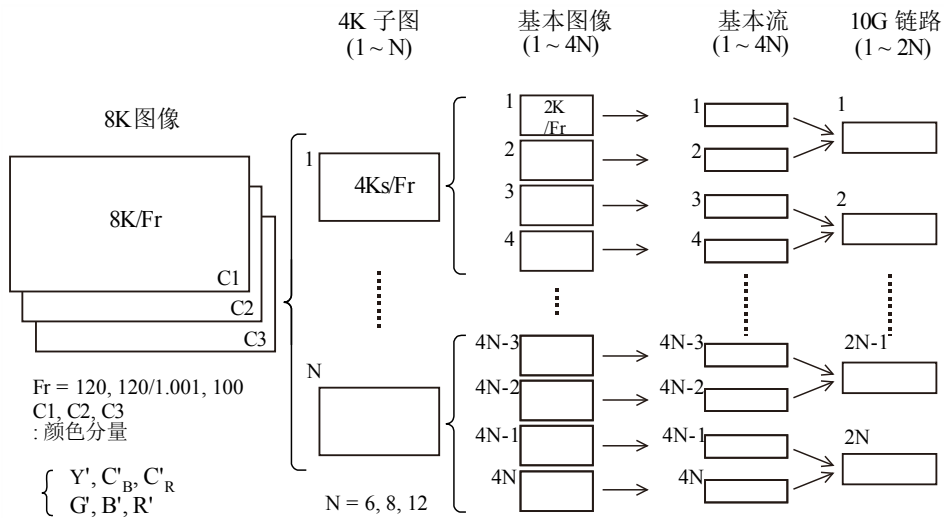 4K 子图
(1 ~ N)
基本图像
(1 ~ 4N)
基本流
(1 ~ 4N)
10G 链路
(1 ~ 2N)
8K图像
8K/Fr
C1
C2
C3
1
4Ks/Fr
N
1
2K
/Fr
2
3
4
4N-3
4N-2
4N-1
4N
1
2
3
4
4N-3
4N-2
4N-1
4N
1
2
2N-1
2N
Fr = 120, 120/1.001, 100
C1, C2, C3
: 颜色分量
Y', C'B, C'R
G', B', R'
N = 6, 8, 12